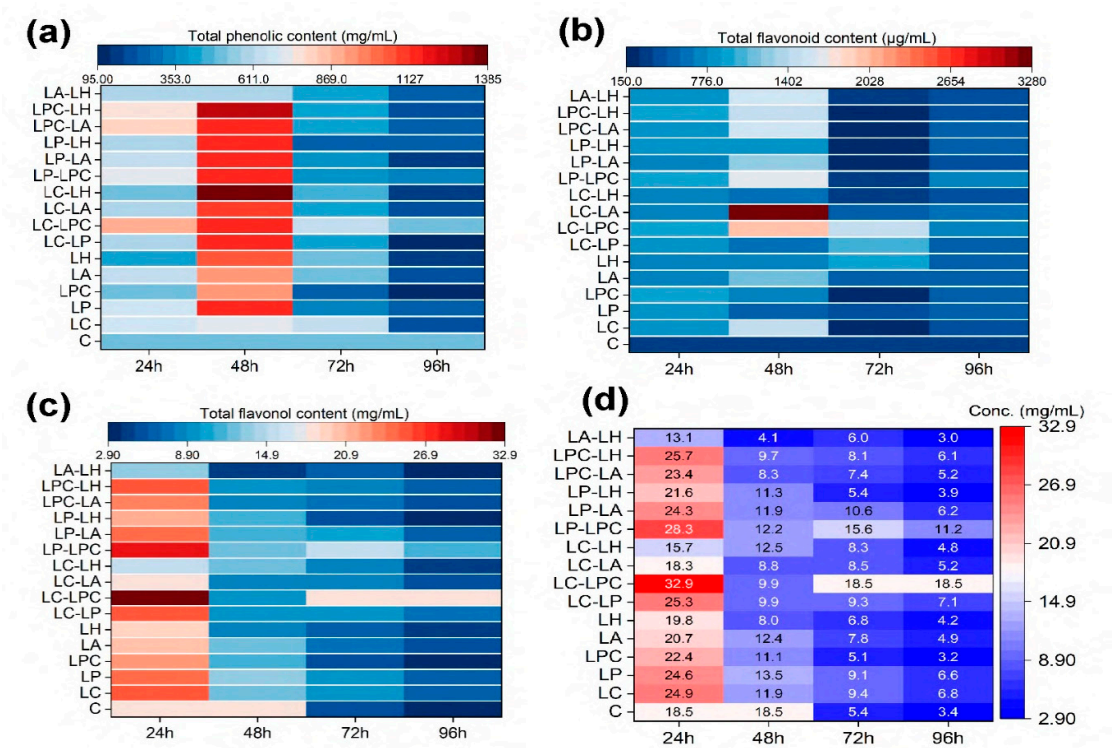 (a)
Total phenolic content (mg/mL)
95.00 353.0 611.0 869.0 1127 1385
LA-LH
LPC-LH
LPC-LA
LP-LH
LP-LA
LP-LPC
LC-LH
LC-LA
LC-LPC
LC-LP
LH
LA
LPC
LP
LC
C
24h 48h 72h 96h
(b)
Total flavonoid content (µg/mL)
150.0 776.0 1402 2028 2654 3280
LA-LH
LPC-LH
LPC-LA
LP-LH
LP-LA
LP-LPC
LC-LH
LC-LA
LC-LPC
LC-LP
LH
LA
LPC
LP
LC
C
24h 48h 72h 96h
(c)
Total flavonol content (mg/mL)
2.90 8.90 14.9 20.9 26.9 32.9
LA-LH
LPC-LH
LPC-LA
LP-LH
LP-LA
LP-LPC
LC-LH
LC-LA
LC-LPC
LC-LP
LH
LA
LPC
LP
LC
C
24h 48h 72h 96h
(d)
Conc. (mg/mL)
LA-LH 13.1 4.1 6.0 3.0
LPC-LH 25.7 9.7 8.1 6.1
LPC-LA 23.4 8.3 7.4 5.2
LP-LH 21.6 11.3 5.4 3.9
LP-LA 24.3 11.9 10.6 6.2
LP-LPC 28.3 12.2 15.6 11.2
LC-LH 15.7 12.5 8.3 4.8
LC-LA 18.3 8.8 8.5 5.2
LC-LPC 32.9 9.9 18.5 18.5
LC-LP 25.3 9.9 9.3 7.1
LH 19.8 8.0 6.8 4.2
LA 20.7 12.4 7.8 4.9
LPC 22.4 11.1 5.1 3.2
LP 24.6 13.5 9.1 6.6
LC 24.9 11.9 9.4 6.8
C 18.5 18.5 5.4 3.4
24h 48h 72h 96h
32.9
26.9
20.9
14.9
8.90
2.90